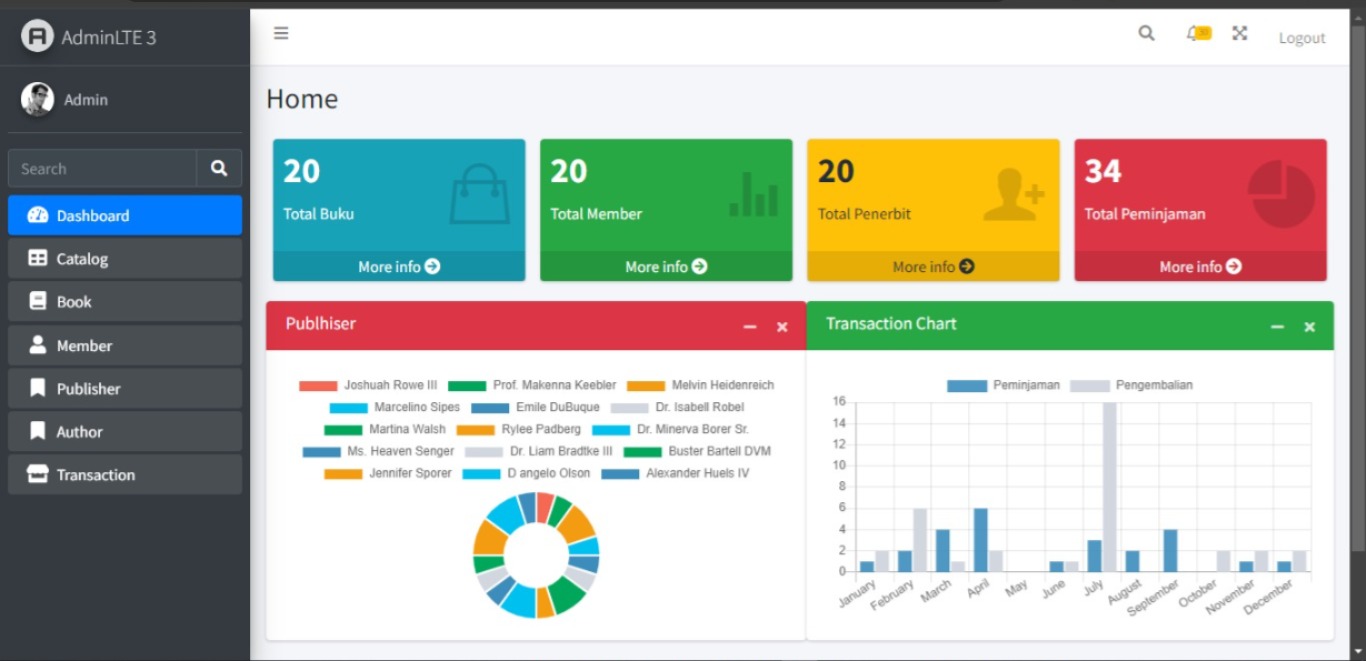 AdminLTE 3
Logout
Admin
Search
Dashboard
Catalog
Book
Member
Publisher
Author
Transaction
Home
20
Total Buku
More info
20
Total Member
More info
20
Total Penerbit
More info
34
Total Peminjaman
More info
Publhiser
Joshuah Rowe III Prof. Makenna Keebler Melvin Heidenreich
Marcelino Sipes Emile DuBuque Dr. Isabell Robel
Martina Walsh Rylee Padberg Dr. Minerva Borer Sr.
Ms. Heaven Senger Dr. Liam Bradtke III Buster Bartell DVM
Jennifer Sporer D angelo Olson Alexander Huels IV
Transaction Chart
Peminjaman Pengembalian
16
14
12
10
8
6
4
2
0
January February March April May June July August September October November December